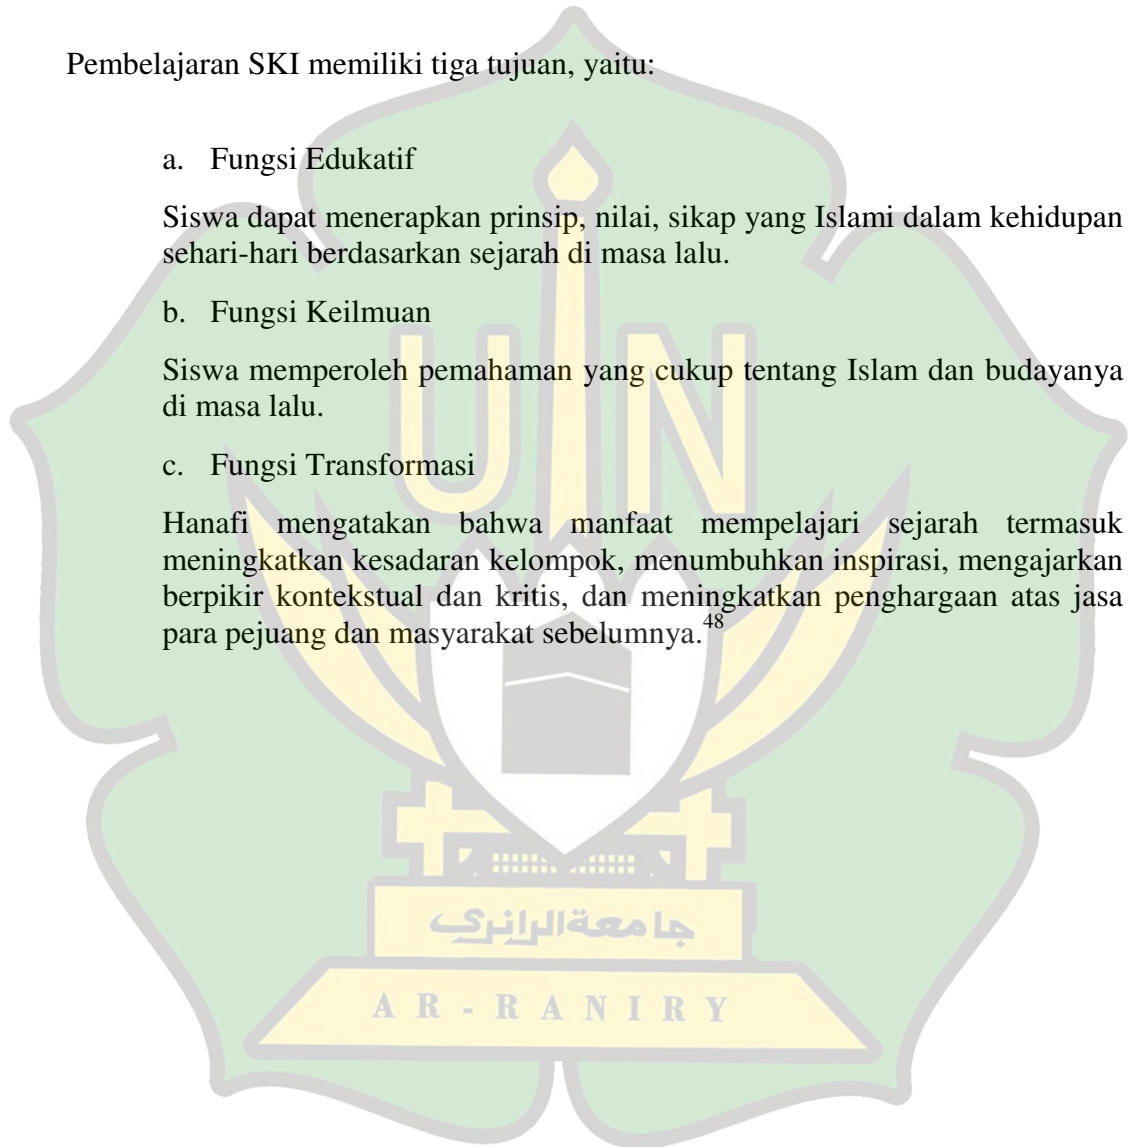 Pembelajaran SKI memiliki tiga tujuan, yaitu:
a. Fungsi Edukatif
Siswa dapat menerapkan prinsip, nilai, sikap yang Islami dalam kehidupan
sehari-hari berdasarkan sejarah di masa lalu.
b. Fungsi Keilmuan
UIN
Siswa memperoleh pemahaman yang cukup tentang Islam dan budayanya
di masa lalu.
c. Fungsi Transformasi
Hanafi mengatakan bahwa manfaat mempelajari sejarah termasuk
meningkatkan kesadaran kelompok, menumbuhkan inspirasi, mengajarkan
berpikir kontekstual dan kritis, dan meningkatkan penghargaan atas jasa
para pejuang dan masyarakat sebelumnya.48
جامعة الرانري
AR-RANIRY